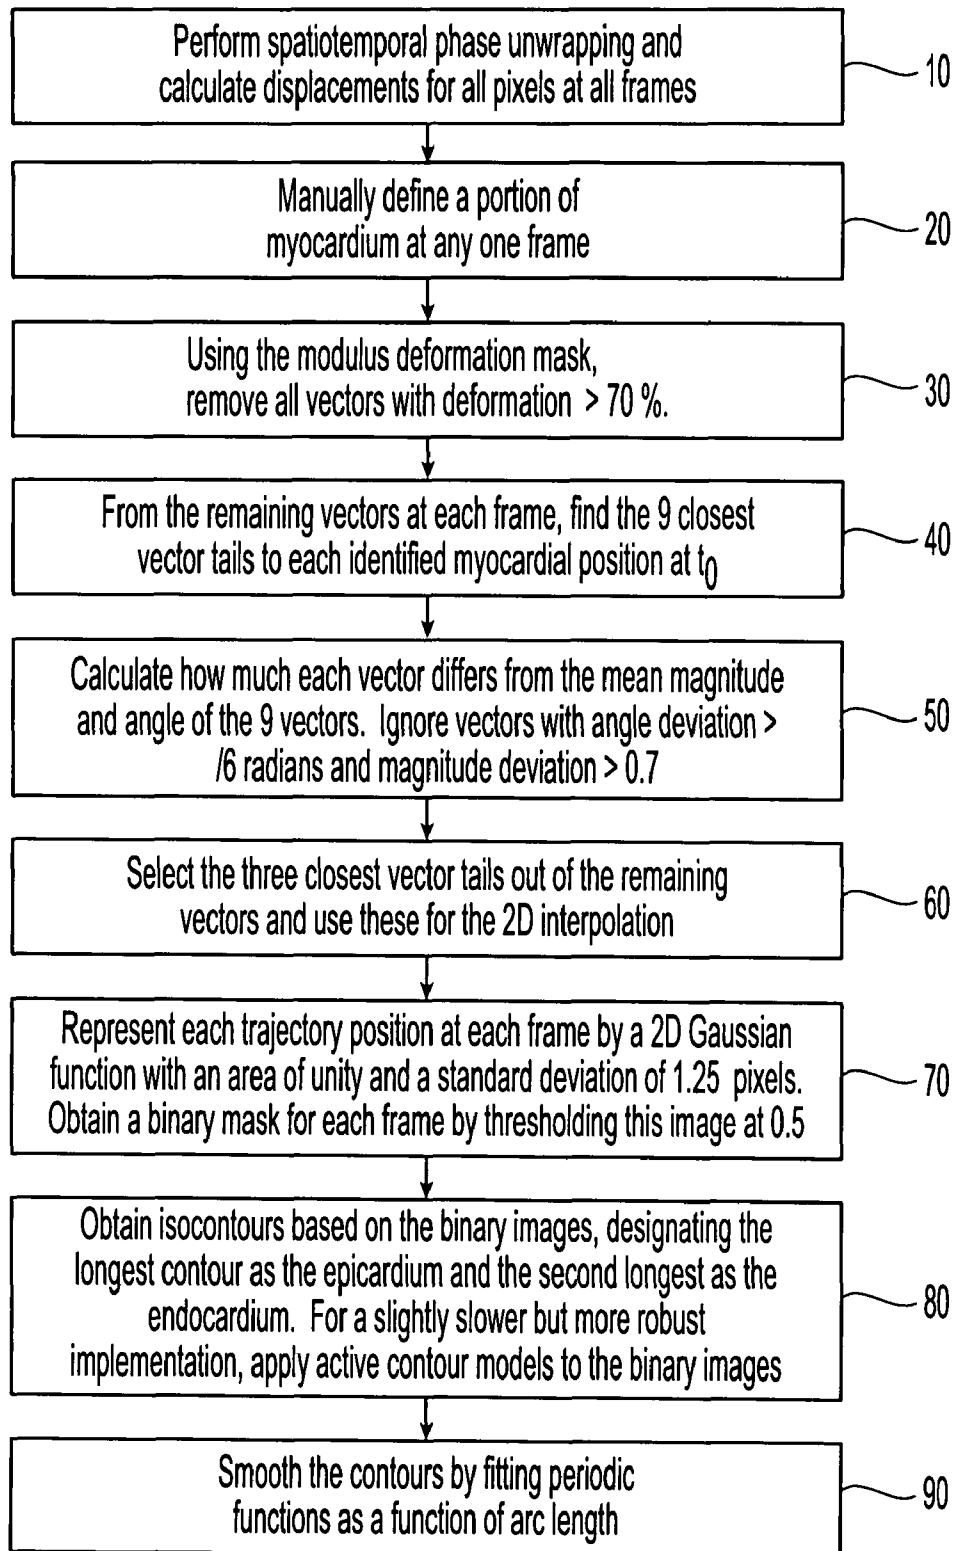 Perform spatiotemporal phase unwrapping and
calculate displacements for all pixels at all frames
10
Manually define a portion of
myocardium at any one frame
20
Using the modulus deformation mask,
remove all vectors with deformation > 70 %.
30
From the remaining vectors at each frame, find the 9 closest
vector tails to each identified myocardial position at t0
40
Calculate how much each vector differs from the mean magnitude
and angle of the 9 vectors. Ignore vectors with angle deviation >
/6 radians and magnitude deviation > 0.7
50
Select the three closest vector tails out of the remaining
vectors and use these for the 2D interpolation
60
Represent each trajectory position at each frame by a 2D Gaussian
function with an area of unity and a standard deviation of 1.25 pixels.
Obtain a binary mask for each frame by thresholding this image at 0.5
70
Obtain isocontours based on the binary images, designating the
longest contour as the epicardium and the second longest as the
endocardium. For a slightly slower but more robust
implementation, apply active contour models to the binary images
80
Smooth the contours by fitting periodic
functions as a function of arc length
90